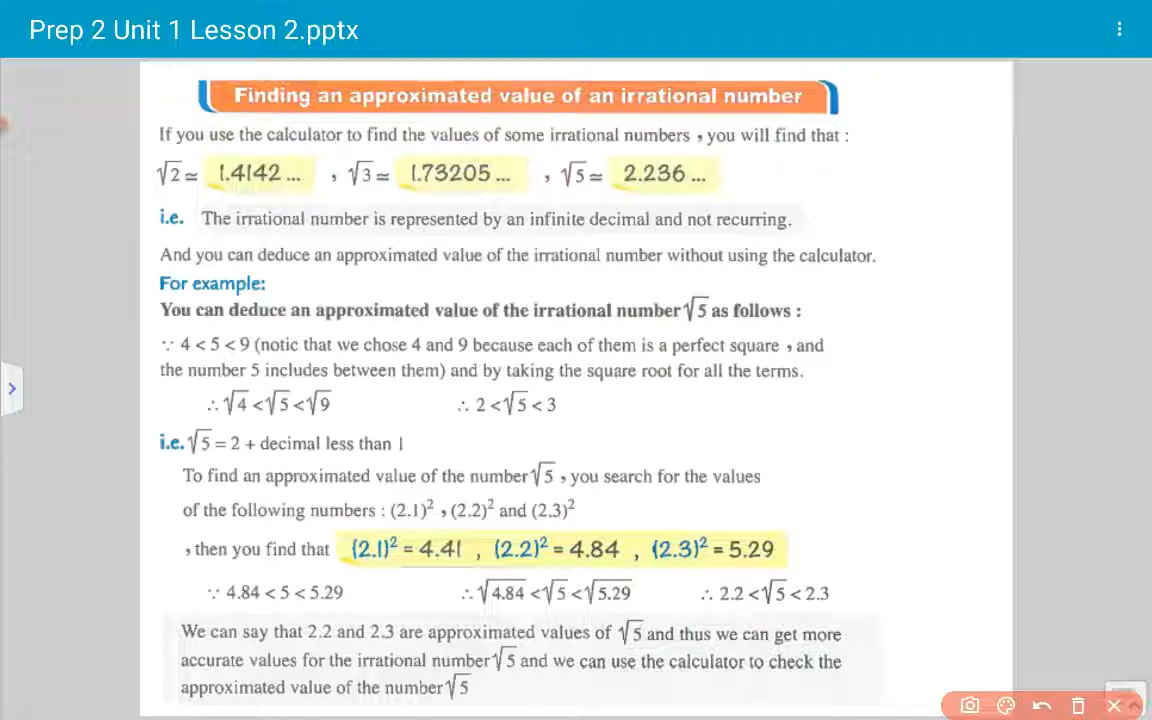 Prep 2 Unit 1 Lesson 2.pptx
Finding an approximated value of an irrational number
If you use the calculator to find the values of some irrational numbers , you will find that :
√2 ≃ 1.4142 ... , √3 ≃ 1.73205 ... , √5 ≃ 2.236 ...
i.e. The irrational number is represented by an infinite decimal and not recurring.
And you can deduce an approximated value of the irrational number without using the calculator.
For example:
You can deduce an approximated value of the irrational number √5 as follows :
∵ 4 < 5 < 9 (notic that we chose 4 and 9 because each of them is a perfect square , and
the number 5 includes between them) and by taking the square root for all the terms.
∴ √4 < √5 < √9 ∴ 2 < √5 < 3
i.e. √5 = 2 + decimal less than 1
To find an approximated value of the number √5 , you search for the values
of the following numbers : (2.1)² , (2.2)² and (2.3)²
, then you find that (2.1)² = 4.41 , (2.2)² = 4.84 , (2.3)² = 5.29
∵ 4.84 < 5 < 5.29 ∴ √4.84 < √5 < √5.29 ∴ 2.2 < √5 < 2.3
We can say that 2.2 and 2.3 are approximated values of √5 and thus we can get more
accurate values for the irrational number √5 and we can use the calculator to check the
approximated value of the number √5